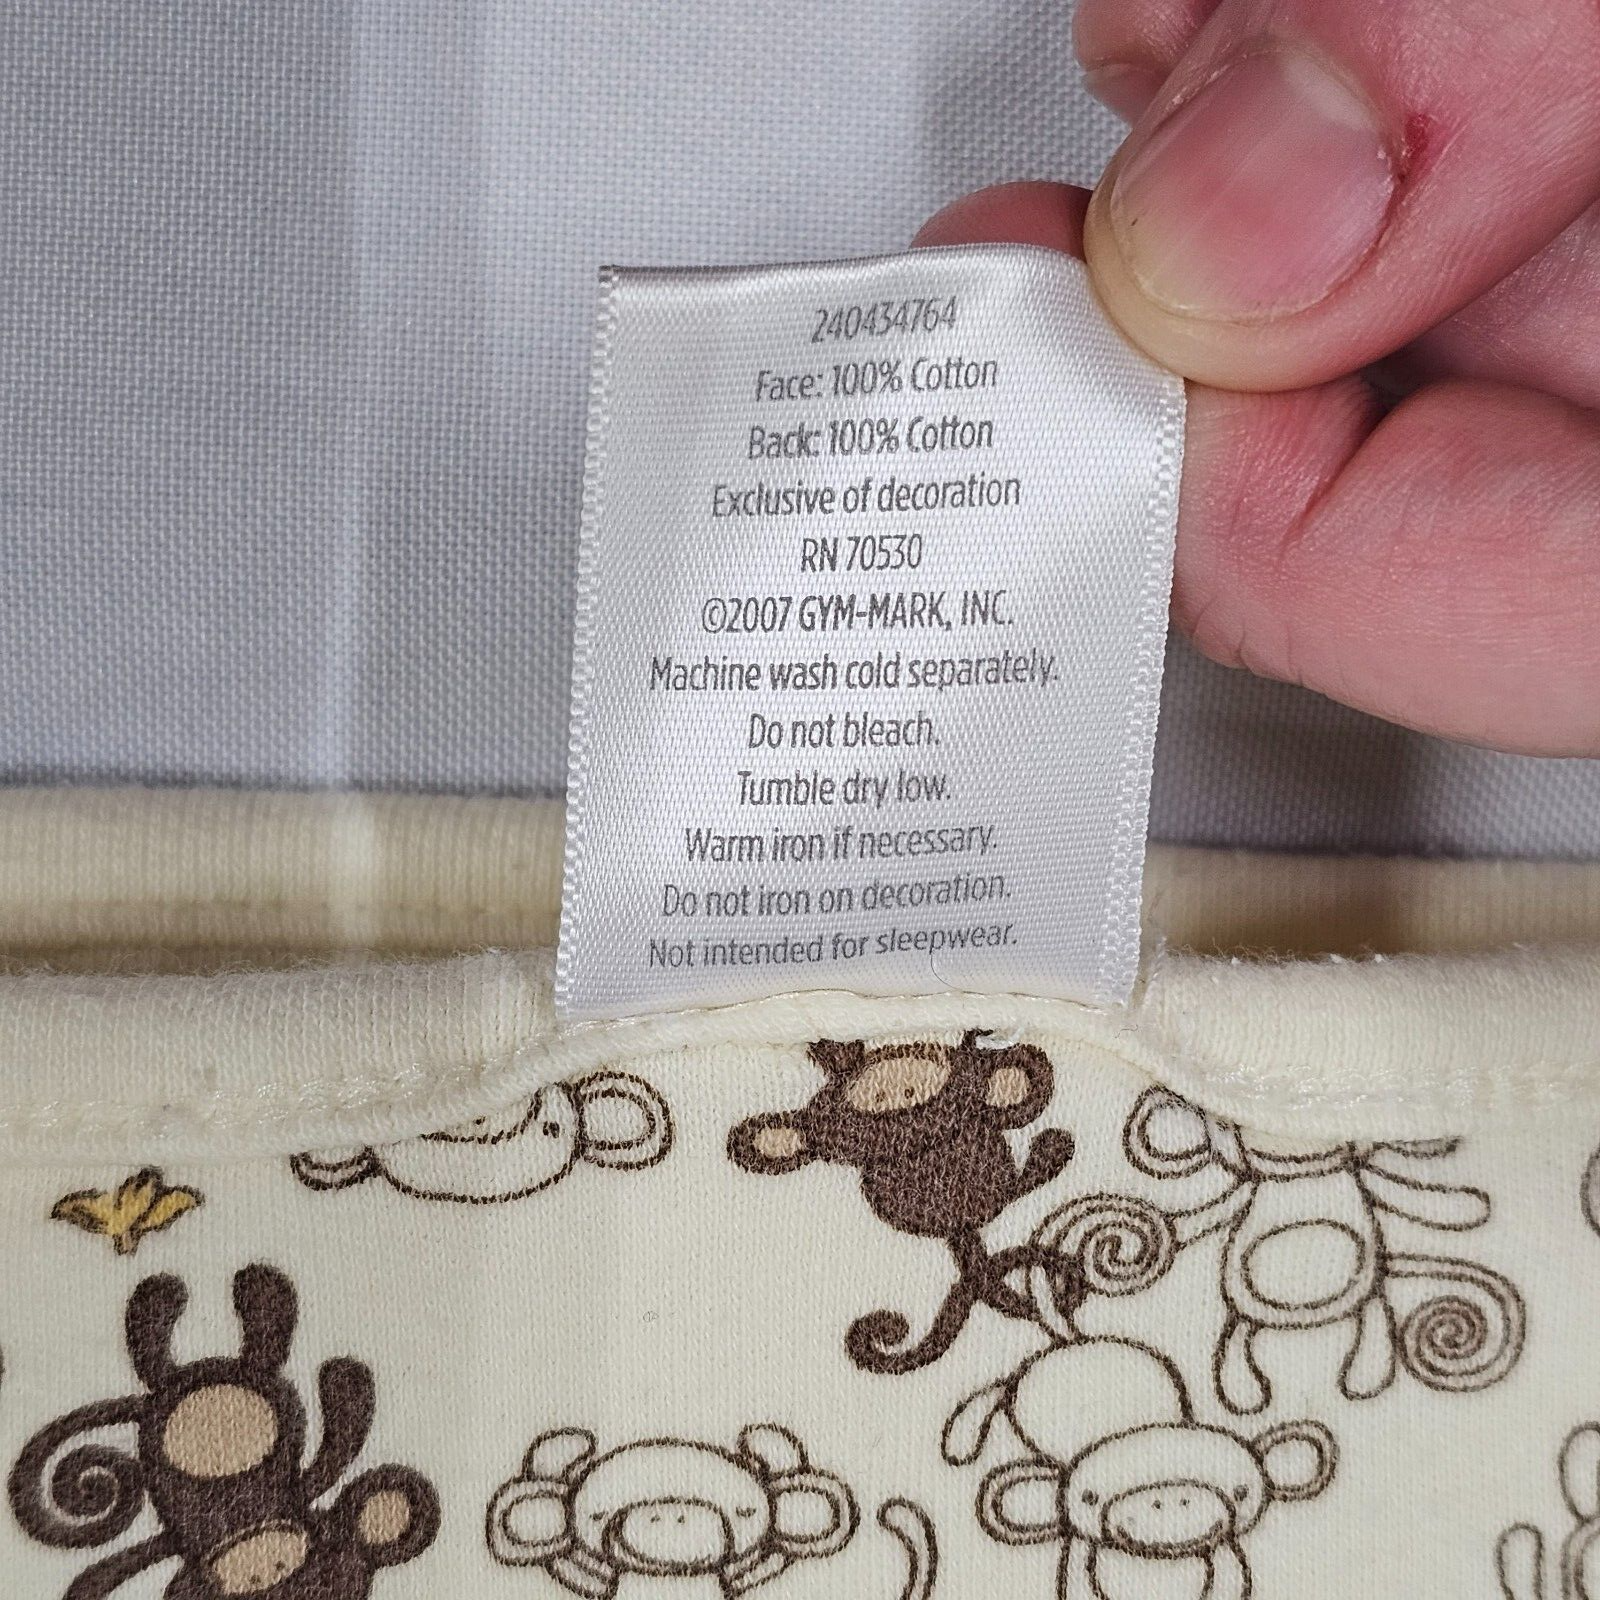 240434764
Face: 100% Cotton
Back: 100% Cotton
Exclusive of decoration
RN 70530
©2007 GYM-MARK, INC.
Machine wash cold separately.
Do not bleach.
Tumble dry low.
Warm iron if necessary.
Do not iron on decoration.
Not intended for sleepwear.